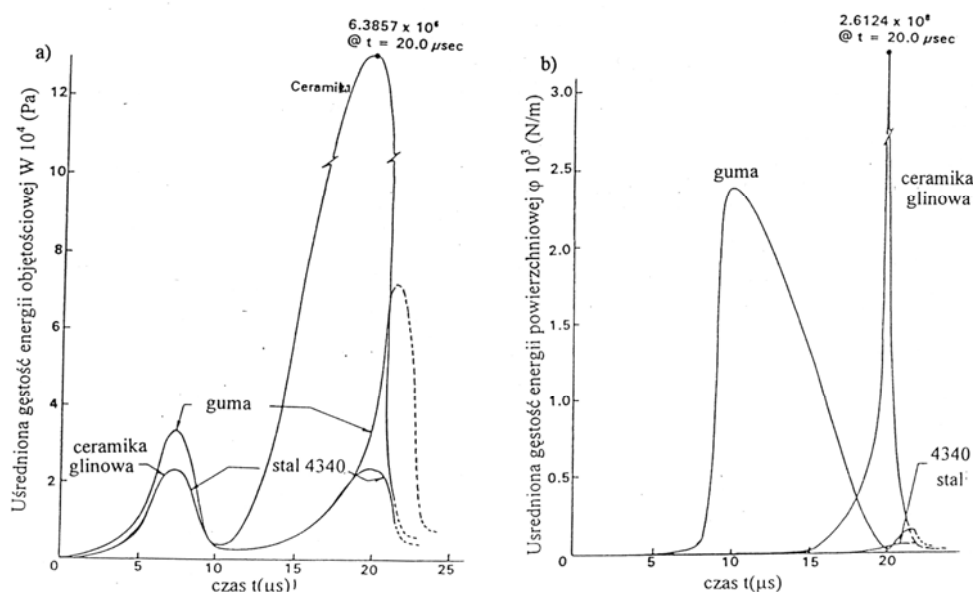 a)
6.3857 x 10⁶
@ t = 20.0 µsec
Ceramika
Uśredniona gęstość energii objętościowej W 10⁴ (Pa)
12
10
8
6
4
2
guma
ceramika
glinowa
stal 4340
5
10
15
20
25
czas t(µs)
b)
2.6124 x 10⁸
@ t = 20.0 µsec
Usredniona gęstość energii powierzchniowej φ 10³ (N/m)
3.0
2.5
2.0
1.5
1.0
0.5
0
guma
ceramika
glinowa
4340
stal
5
10
15
20
czas t(µs)